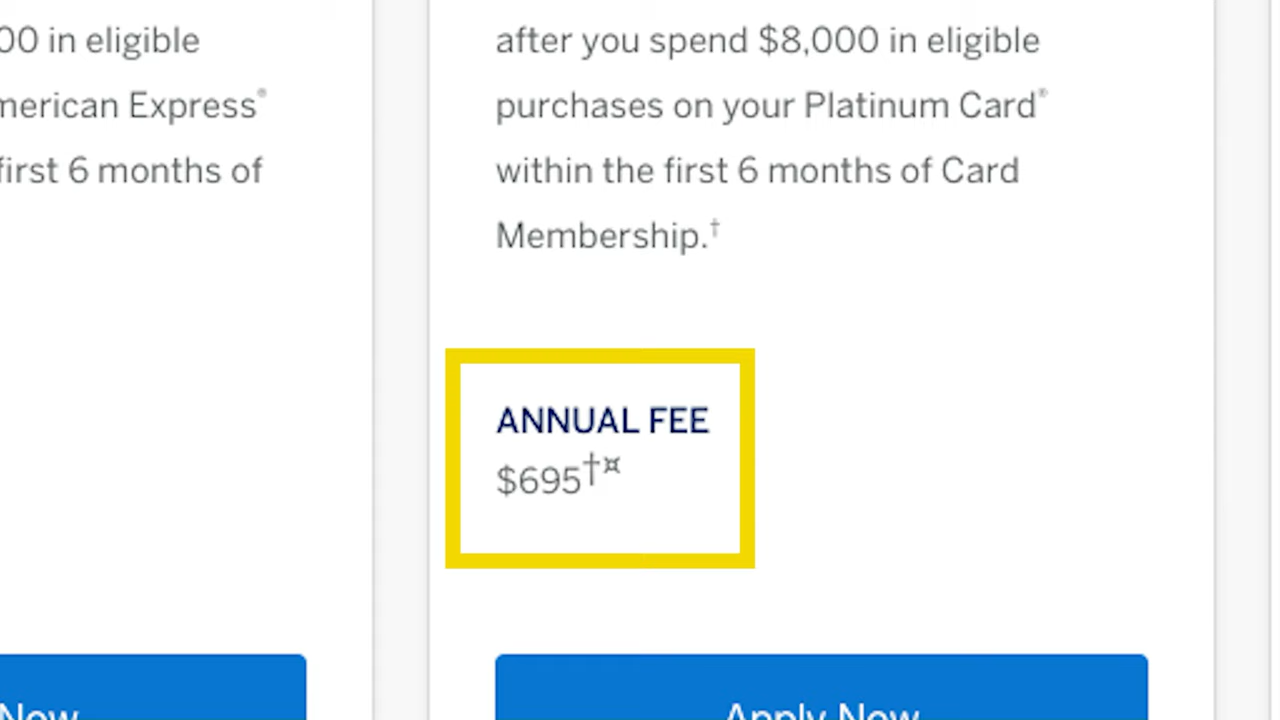 00 in eligible
merican Express®
first 6 months of
Now
after you spend $8,000 in eligible
purchases on your Platinum Card®
within the first 6 months of Card
Membership.†
ANNUAL FEE
$695†¤
Apply Now